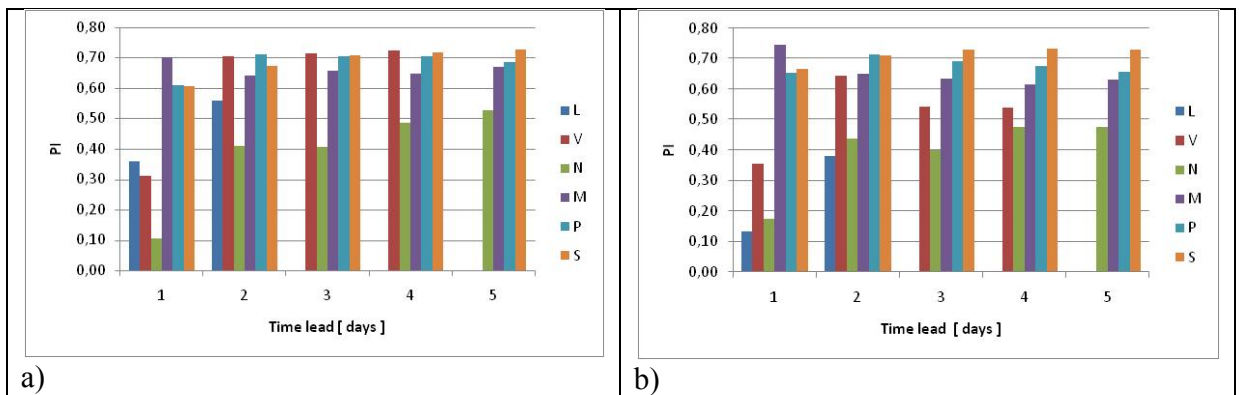 0,80
0,70
0,60
0,50
0,40
0,30
0,20
0,10
0,00
PI
1 2 3 4 5
Time lead [ days ]
L
V
N
M
P
S
a)
0,80
0,70
0,60
0,50
0,40
0,30
0,20
0,10
0,00
PI
1 2 3 4 5
Time lead [ days ]
L
V
N
M
P
S
b)